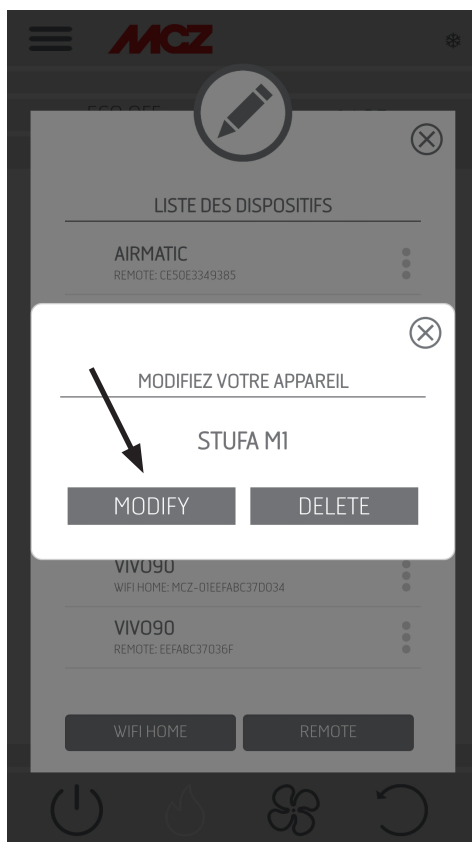 MCZ
ECO OFF
LISTE DES DISPOSITIFS
AIRMATIC
REMOTE: CE50E3349385
MODIFIEZ VOTRE APPAREIL
STUFA M1
MODIFY
DELETE
VIVO90
WIFI HOME: MCZ-01EEFABC37D034
VIVO90
REMOTE: EEFABC37036F
WIFI HOME
REMOTE